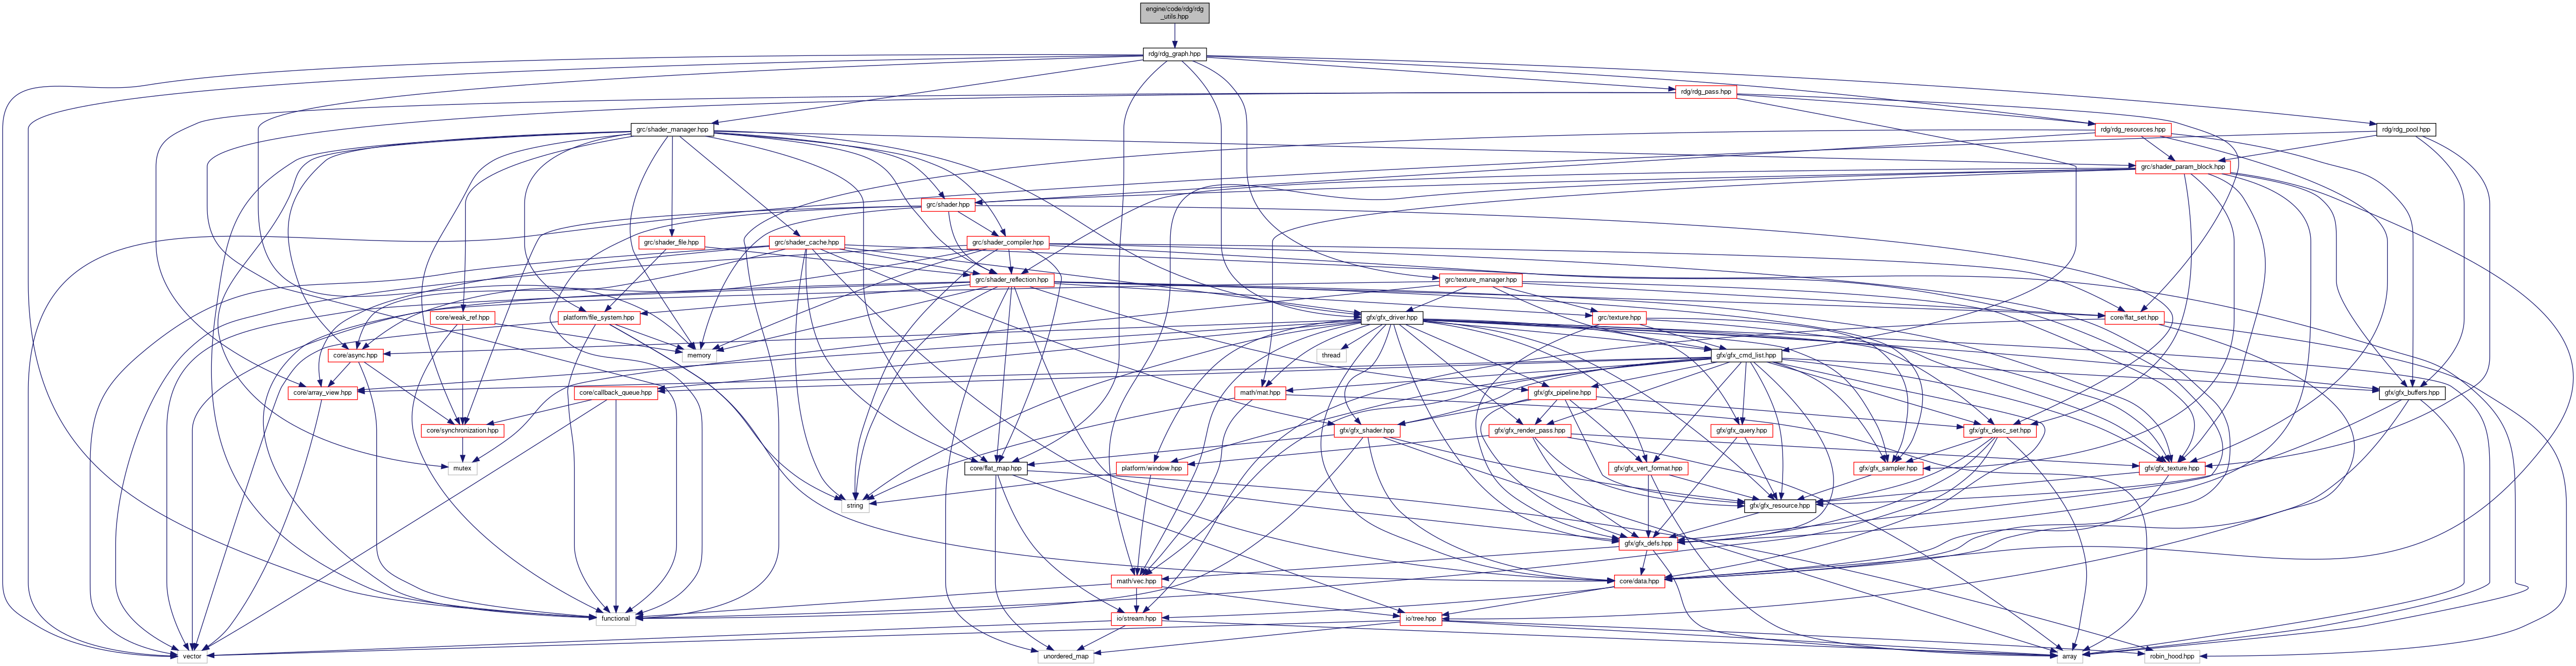 engine/code/rdg/rdg
_utils.hpp
rdg/rdg_graph.hpp
rdg/rdg_pass.hpp
grc/shader_manager.hpp
rdg/rdg_resources.hpp
rdg/rdg_pool.hpp
grc/shader_param_block.hpp
grc/shader.hpp
grc/shader_file.hpp
grc/shader_cache.hpp
grc/shader_compiler.hpp
grc/shader_reflection.hpp
grc/texture_manager.hpp
core/weak_ref.hpp
platform/file_system.hpp
gfx/gfx_driver.hpp
grc/texture.hpp
core/flat_set.hpp
core/async.hpp
memory
thread
gfx/gfx_cmd_list.hpp
core/array_view.hpp
core/callback_queue.hpp
math/mat.hpp
gfx/gfx_pipeline.hpp
gfx/gfx_buffers.hpp
core/synchronization.hpp
gfx/gfx_shader.hpp
gfx/gfx_render_pass.hpp
gfx/gfx_query.hpp
gfx/gfx_desc_set.hpp
mutex
core/flat_map.hpp
platform/window.hpp
gfx/gfx_vert_format.hpp
gfx/gfx_sampler.hpp
gfx/gfx_texture.hpp
string
gfx/gfx_resource.hpp
gfx/gfx_defs.hpp
math/vec.hpp
core/data.hpp
functional
io/stream.hpp
io/tree.hpp
vector
unordered_map
array
robin_hood.hpp